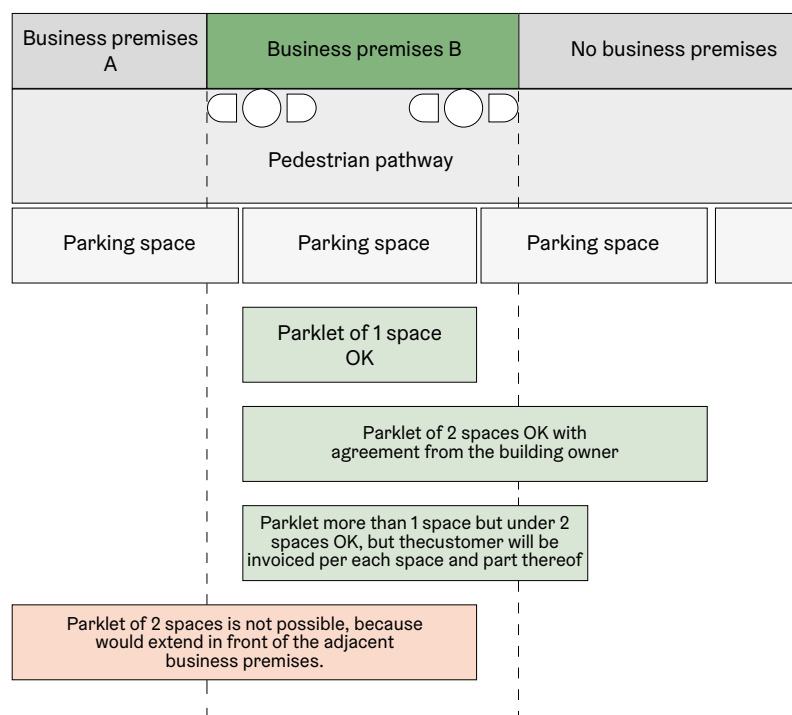 Business premises
A
Business premises B
No business premises
Pedestrian pathway
Parking space
Parking space
Parking space
Parklet of 1 space
OK
Parklet of 2 spaces OK with
agreement from the building owner
Parklet more than 1 space but under 2
spaces OK, but thecustomer will be
invoiced per each space and part thereof
Parklet of 2 spaces is not possible, because
would extend in front of the adjacent
business premises.